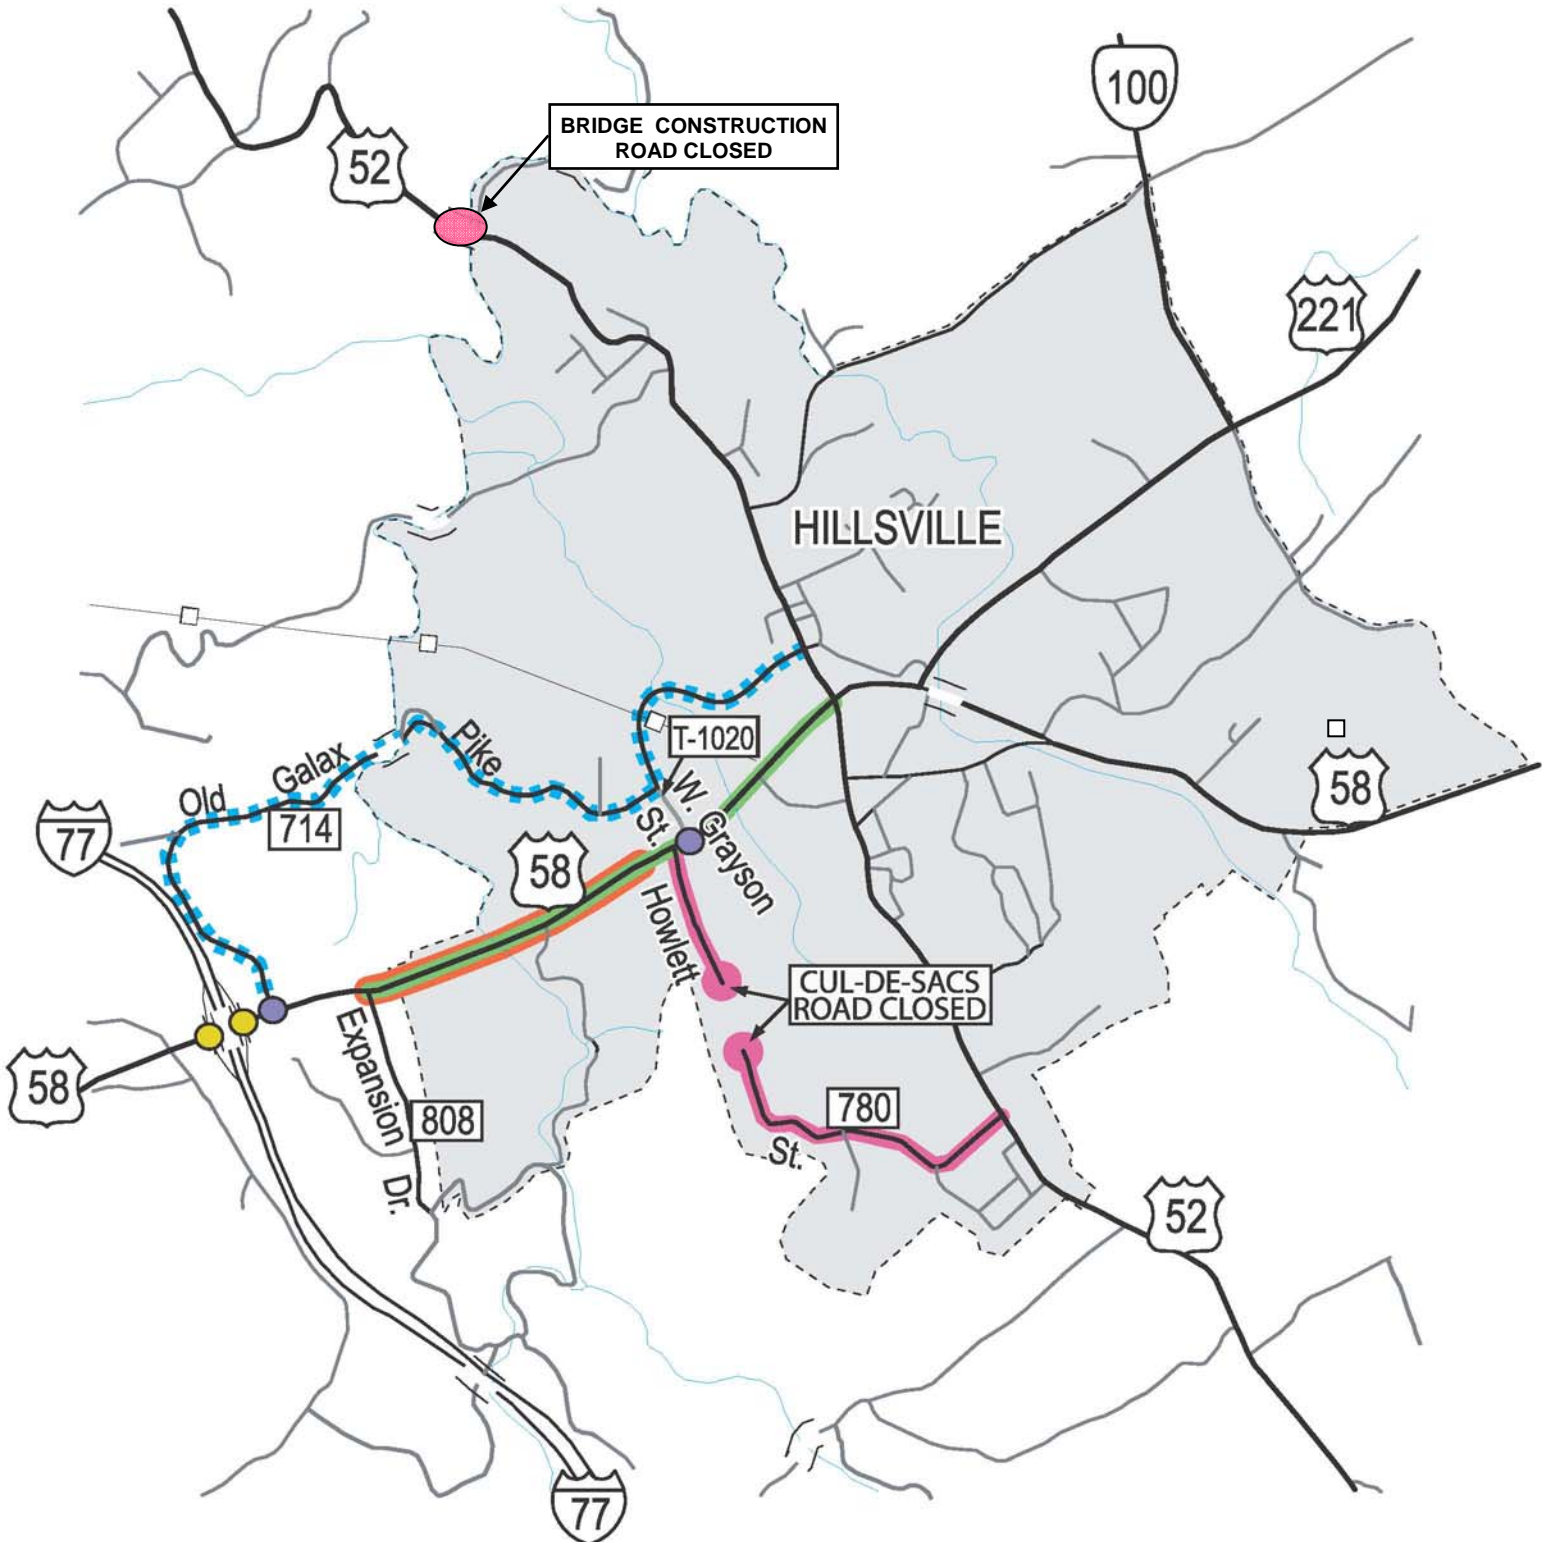 BRIDGE CONSTRUCTION
ROAD CLOSED
100
52
221
HILLSVILLE
T-1020
Old Galax Pike
714
77
58
W. Grayson St.
58
Howlett St.
CUL-DE-SACS
ROAD CLOSED
58
Expansion Dr.
808
780
52
77